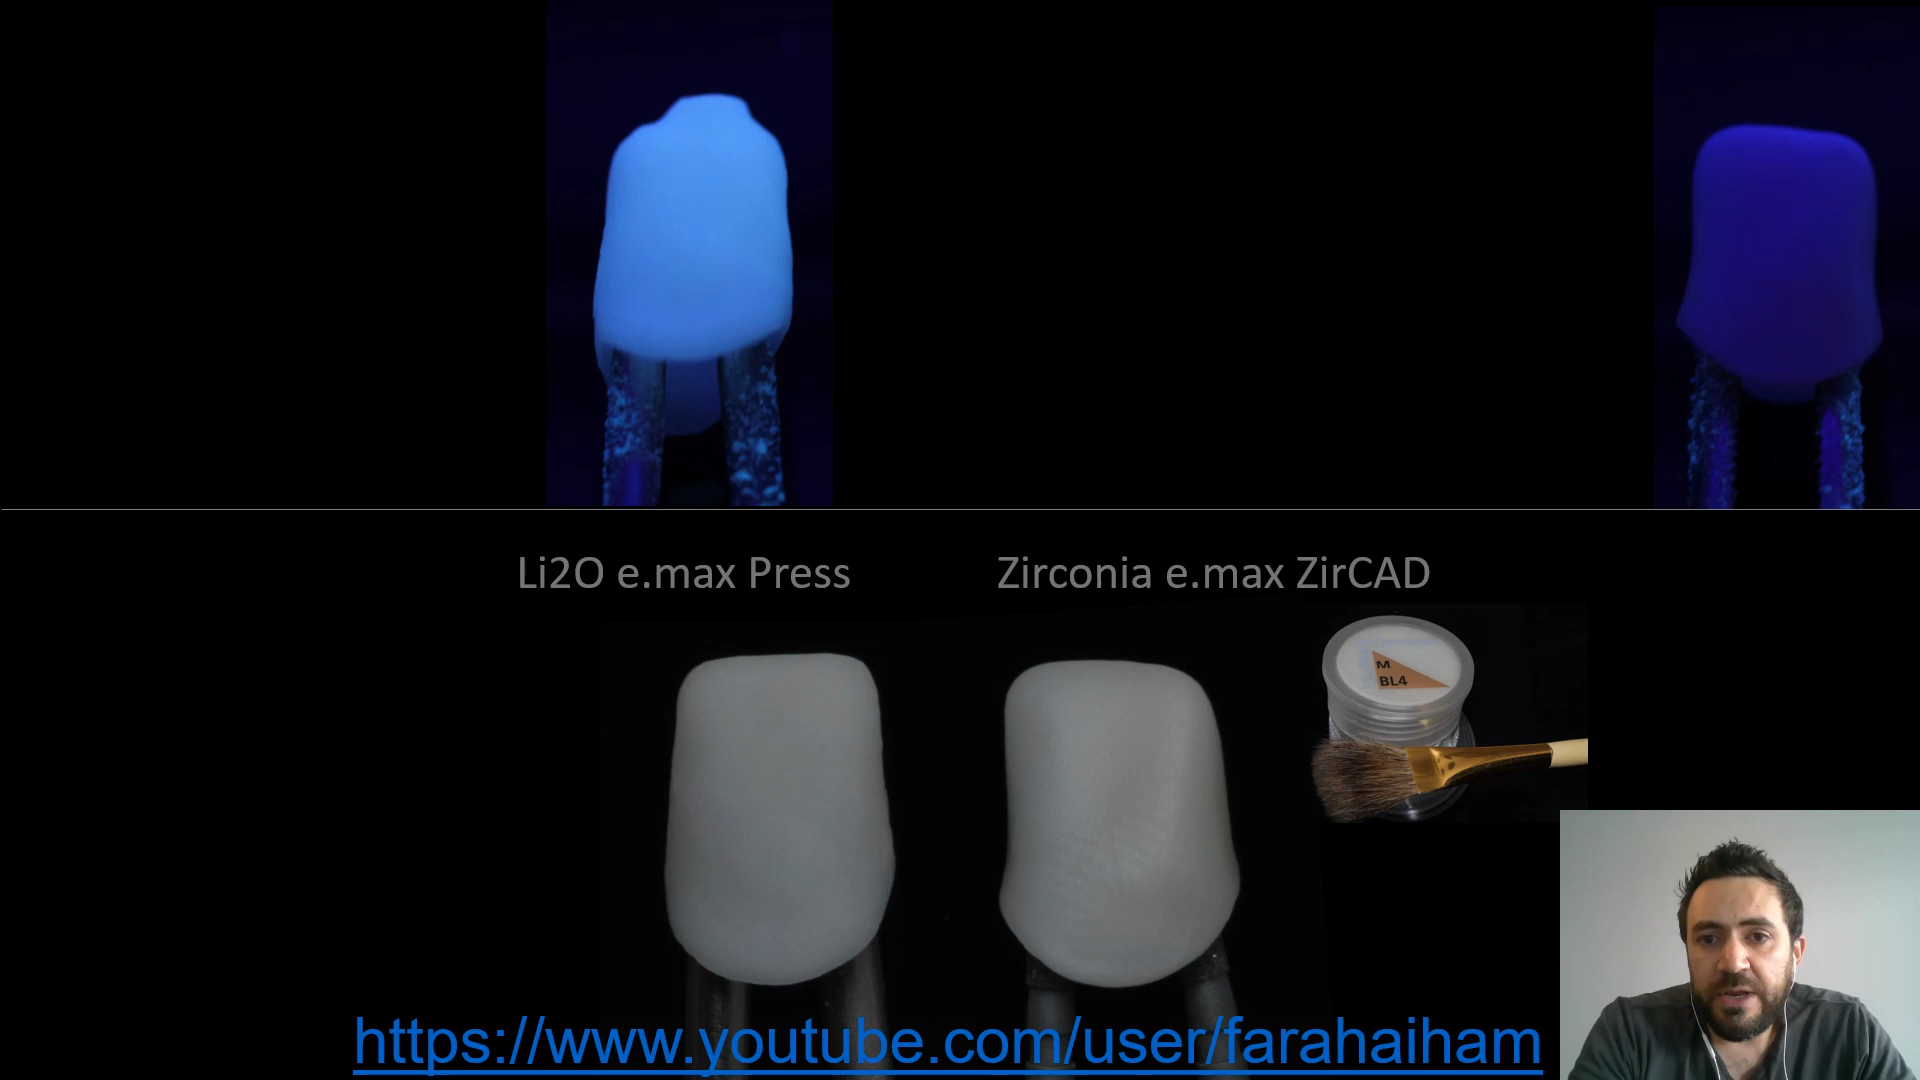 Li2O e.max Press
Zirconia e.max ZirCAD
M
BL4
https://www.youtube.com/user/farahaiham